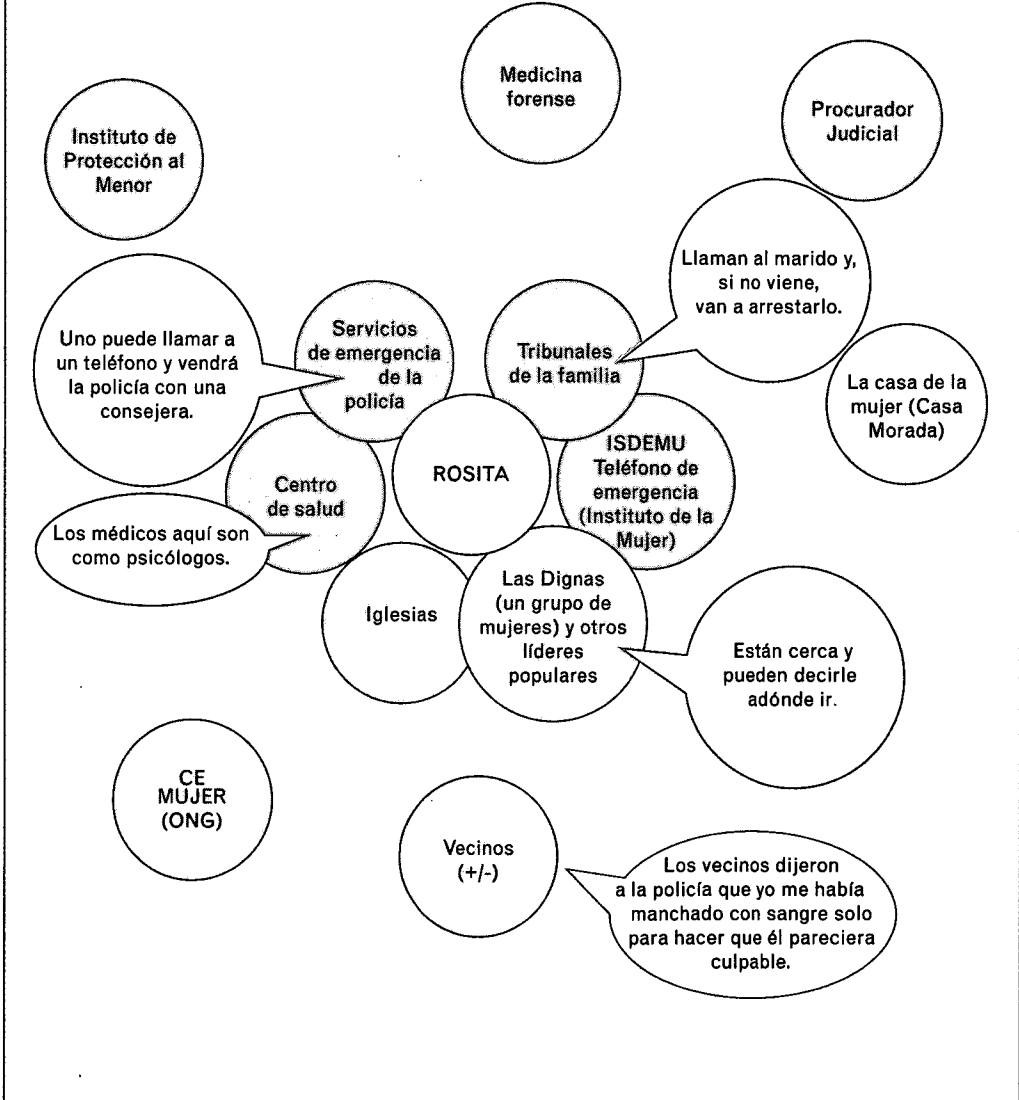 Medicina
forense
Procurador
Judicial
Instituto de
Protección al
Menor
Llaman al marido y,
si no viene,
van a arrestarlo.
Uno puede llamar a
un teléfono y vendrá
la policía con una
consejera.
Servicios
de emergencia
de la
policía
Tribunales
de la familia
La casa de la
mujer (Casa
Morada)
ROSITA
ISDEMU
Teléfono de
emergencia
(Instituto de la
Mujer)
Centro
de salud
Los médicos aquí son
como psicólogos.
Iglesias
Las Dignas
(un grupo de
mujeres) y otros
líderes
populares
Están cerca y
pueden decirle
adónde ir.
CE
MUJER
(ONG)
Vecinos
(+/-)
Los vecinos dijeron
a la policía que yo me había
manchado con sangre solo
para hacer que él pareciera
culpable.